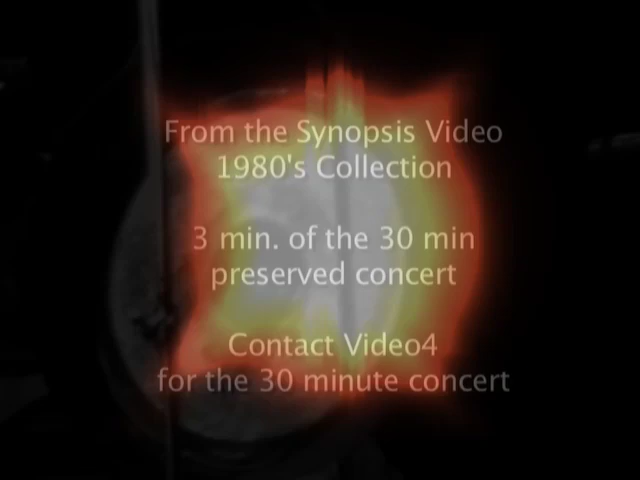 From the Synopsis Video
1980's Collection
3 min. of the 30 min
preserved concert
Contact Video4
for the 30 minute concert